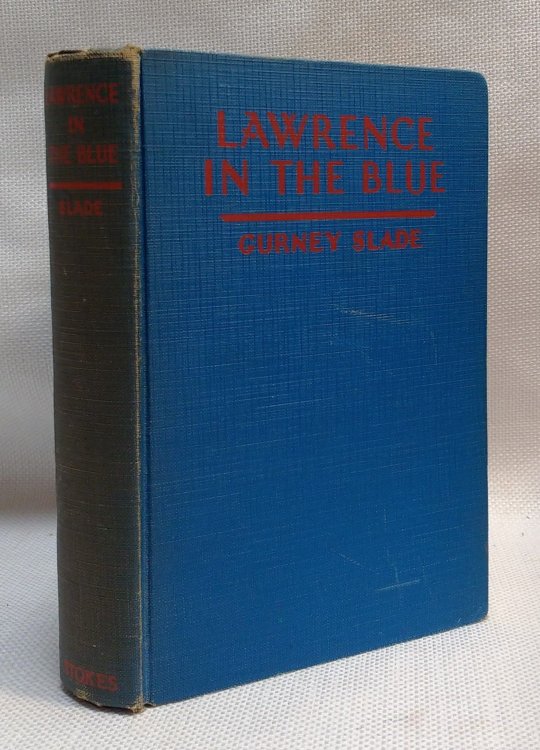 LAWRENCE
IN
THE BLUE
SLADE
STOKES
LAWRENCE
IN THE BLUE
GURNEY SLADE